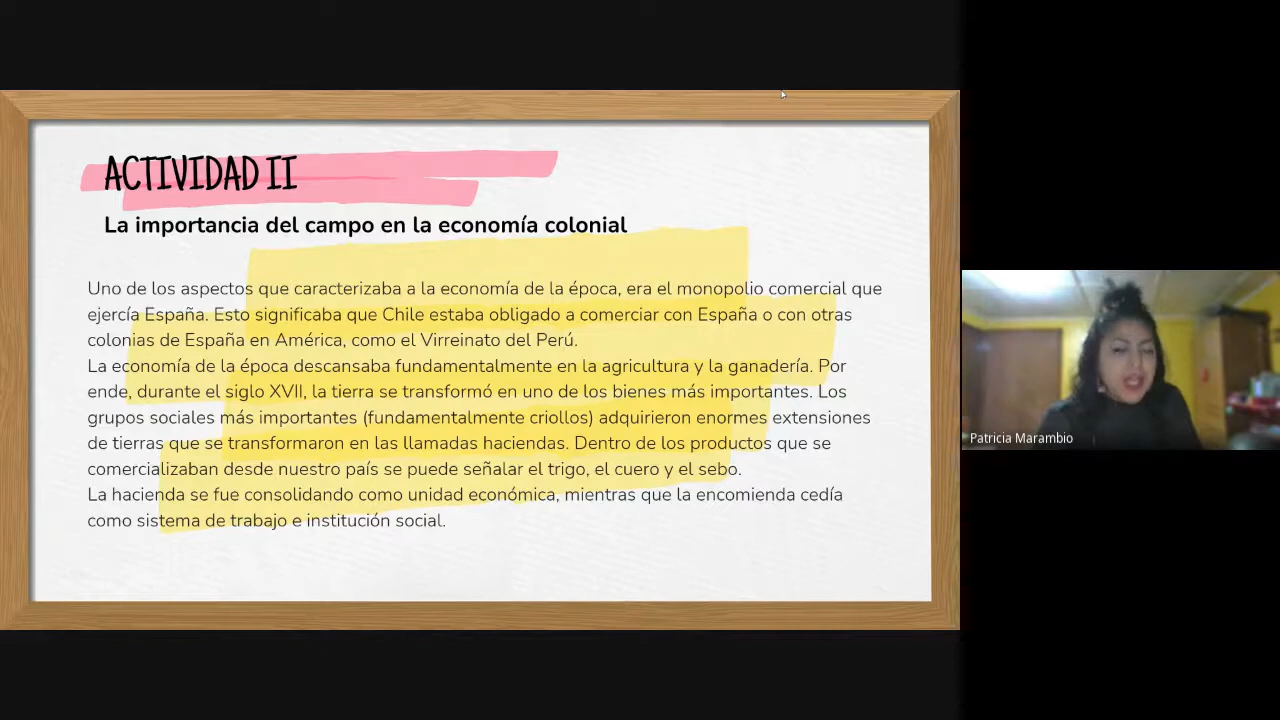 ACTIVIDAD II
La importancia del campo en la economía colonial
Uno de los aspectos que caracterizaba a la economía de la época, era el monopolio comercial que
ejercía España. Esto significaba que Chile estaba obligado a comerciar con España o con otras
colonias de España en América, como el Virreinato del Perú.
La economía de la época descansaba fundamentalmente en la agricultura y la ganadería. Por
ende, durante el siglo XVII, la tierra se transformó en uno de los bienes más importantes. Los
grupos sociales más importantes (fundamentalmente criollos) adquirieron enormes extensiones
de tierras que se transformaron en las llamadas haciendas. Dentro de los productos que se
comercializaban desde nuestro país se puede señalar el trigo, el cuero y el sebo.
La hacienda se fue consolidando como unidad económica, mientras que la encomienda cedía
como sistema de trabajo e institución social.
Patricia Marambio